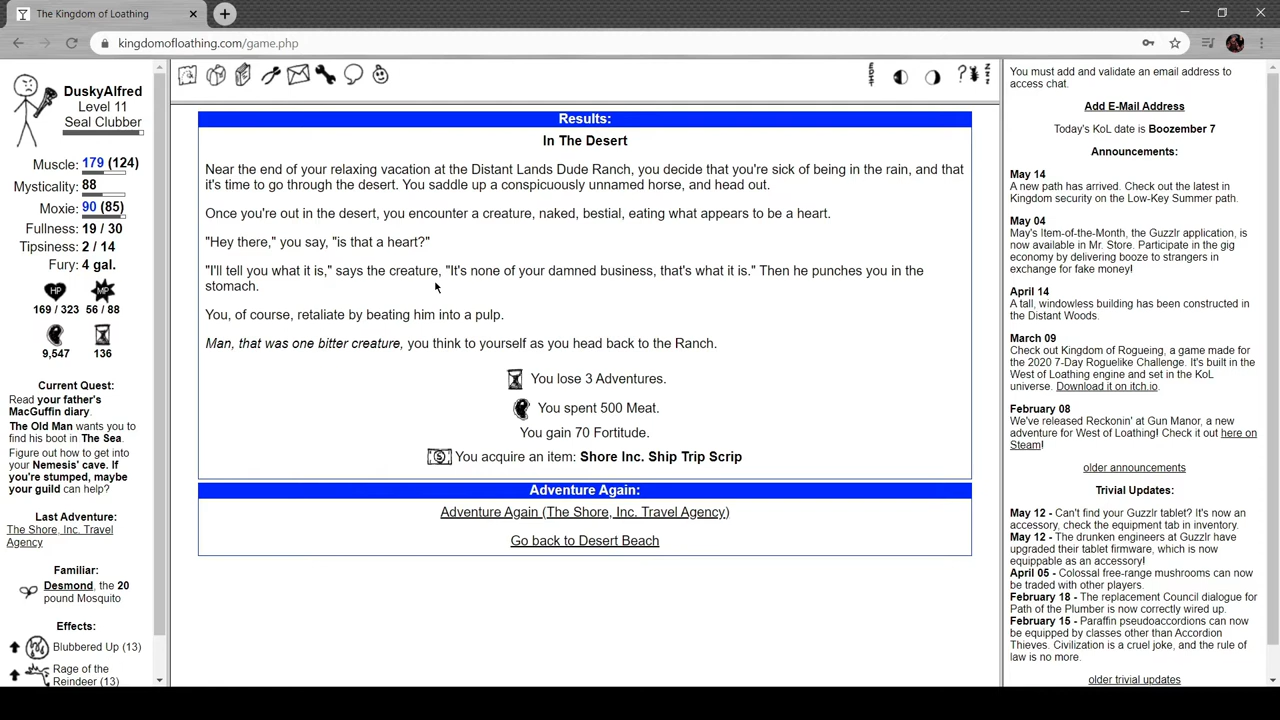 The Kingdom of Loathing
kingdomofloathing.com/game.php
DuskyAlfred
Level 11
Seal Clubber
Muscle: 179 (124)
Mysticality: 88
Moxie: 90 (85)
Fullness: 19 / 30
Tipsiness: 2 / 14
Fury: 4 gal.
HP MP
169 / 323 56 / 88
9,547 136
Current Quest:
Read your father's
MacGuffin diary.
The Old Man wants you to
find his boot in The Sea.
Figure out how to get into
your Nemesis' cave. If
you're stumped, maybe
your guild can help?
Last Adventure:
The Shore, Inc. Travel
Agency
Familiar:
Desmond, the 20
pound Mosquito
Effects:
Blubbered Up (13)
Rage of the
Reindeer (13)
Results:
In The Desert
Near the end of your relaxing vacation at the Distant Lands Dude Ranch, you decide that you're sick of being in the rain, and that
it's time to go through the desert. You saddle up a conspicuously unnamed horse, and head out.
Once you're out in the desert, you encounter a creature, naked, bestial, eating what appears to be a heart.
"Hey there," you say, "is that a heart?"
"I'll tell you what it is," says the creature, "It's none of your damned business, that's what it is." Then he punches you in the
stomach.
You, of course, retaliate by beating him into a pulp.
Man, that was one bitter creature, you think to yourself as you head back to the Ranch.
You lose 3 Adventures.
You spent 500 Meat.
You gain 70 Fortitude.
You acquire an item: Shore Inc. Ship Trip Scrip
Adventure Again:
Adventure Again (The Shore, Inc. Travel Agency)
Go back to Desert Beach
You must add and validate an email address to
access chat.
Add E-Mail Address
Today's KoL date is Boozember 7
Announcements:
May 14
A new path has arrived. Check out the latest in
Kingdom security on the Low-Key Summer path.
May 04
May's Item-of-the-Month, the Guzzlr application, is
now available in Mr. Store. Participate in the gig
economy by delivering booze to strangers in
exchange for fake money!
April 14
A tall, windowless building has been constructed in
the Distant Woods.
March 09
Check out Kingdom of Rogueing, a game made for
the 2020 7-Day Roguelike Challenge. It's built in the
West of Loathing engine and set in the KoL
universe. Download it on itch io.
February 08
We've released Reckonin' at Gun Manor, a new
adventure for West of Loathing! Check it out here on
Steam!
older announcements
Trivial Updates:
May 12 - Can't find your Guzzlr tablet? It's now an
accessory, check the equipment tab in inventory.
May 12 - The drunken engineers at Guzzlr have
upgraded their tablet firmware, which is now
equippable as an accessory!
April 05 - Colossal free-range mushrooms can now
be traded with other players.
February 18 - The replacement Council dialogue for
Path of the Plumber is now correctly wired up.
February 15 - Paraffin pseudoaccordions can now
be equipped by classes other than Accordion
Thieves. Civilization is a cruel joke, and the rule of
law is no more.
older trivial updates